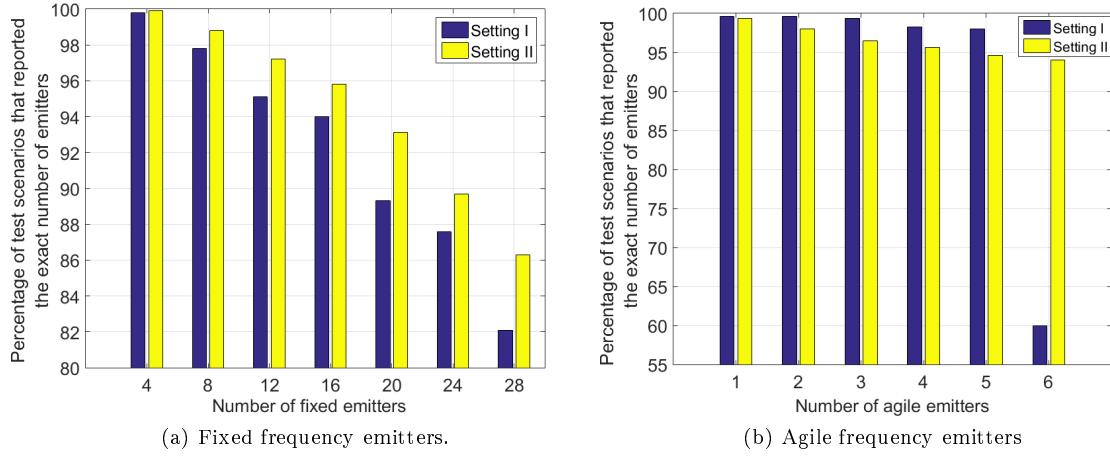 Percentage of test scenarios that reported
the exact number of emitters
100
98
96
94
92
90
88
86
84
82
80
Setting I
Setting II
4 8 12 16 20 24 28
Number of fixed emitters
(a) Fixed frequency emitters.
Percentage of test scenarios that reported
the exact number of emitters
100
95
90
85
80
75
70
65
60
55
Setting I
Setting II
1 2 3 4 5 6
Number of agile emitters
(b) Agile frequency emitters